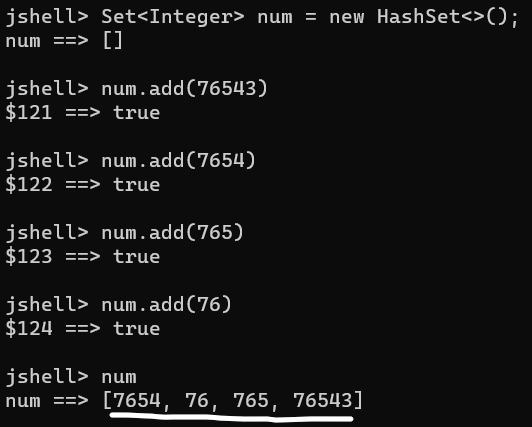 jshell> Set<Integer> num = new HashSet<>();
num ==> []
jshell> num.add(76543)
$121 ==> true
jshell> num.add(7654)
$122 ==> true
jshell> num.add(765)
$123 ==> true
jshell> num.add(76)
$124 ==> true
jshell> num
num ==> [7654, 76, 765, 76543]